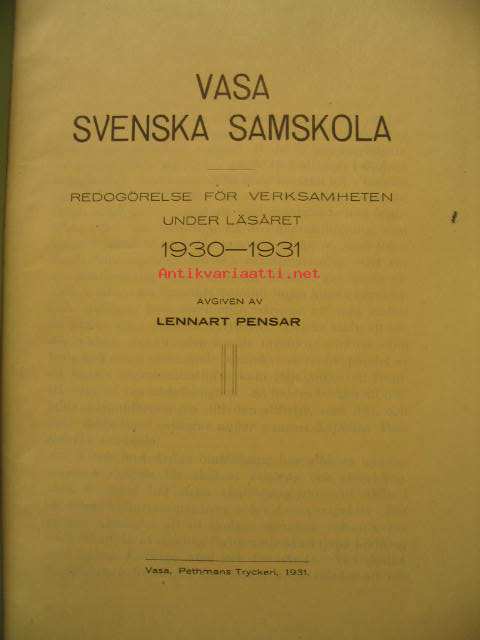 VASA
SVENSKA SAMSKOLA
REDOGÖRELSE FÖR VERKSAMHETEN
UNDER LÄSÅRET
1930—1931
Antikvariaatti.net
AVGIVEN AV
LENNART PENSAR
Vasa, Pethmans Tryckeri, 1931.